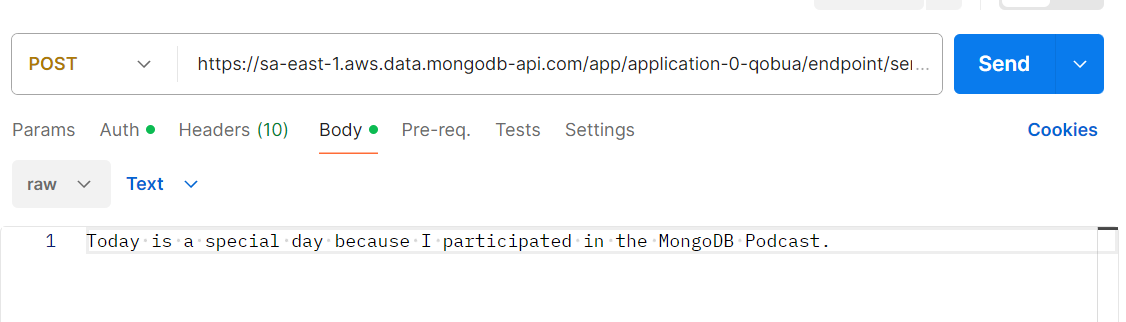 POST https://sa-east-1.aws.data.mongodb-api.com/app/application-0-qobua/endpoint/sei... Send
Params Auth Headers (10) Body Pre-req. Tests Settings Cookies
raw Text
1 Today is a special day because I participated in the MongoDB Podcast.